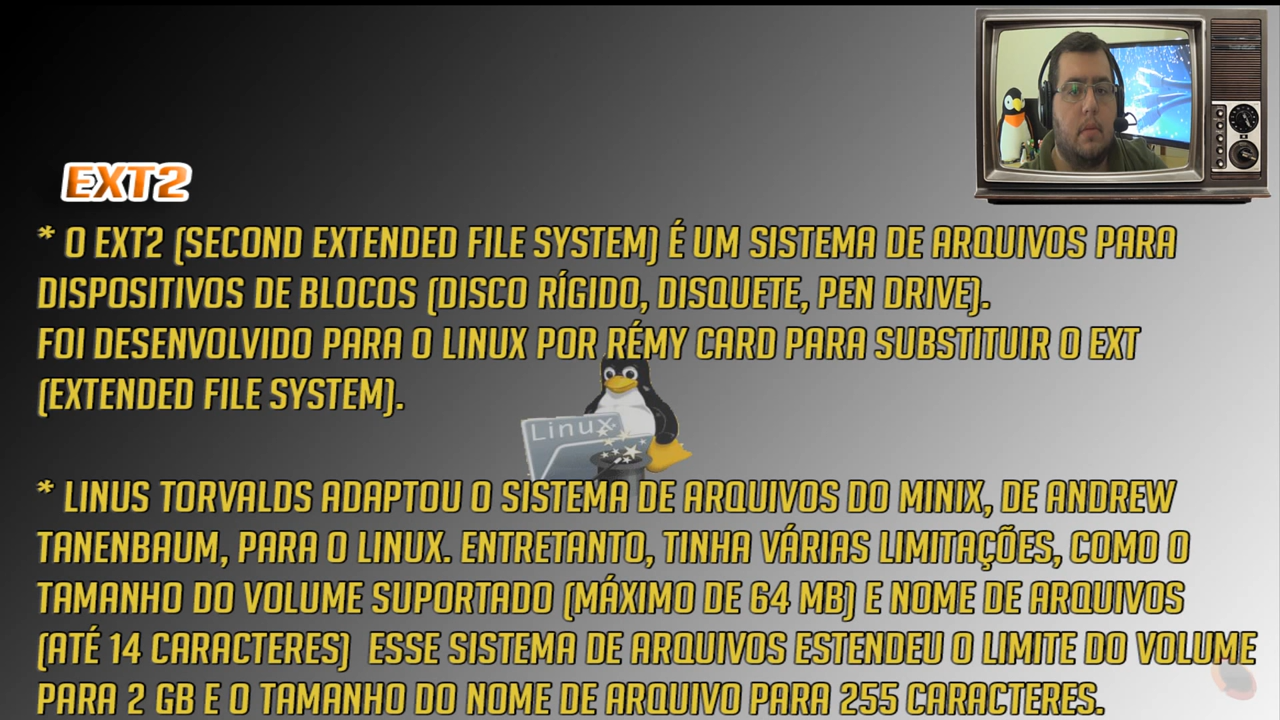 EXT2
* O EXT2 (SECOND EXTENDED FILE SYSTEM) É UM SISTEMA DE ARQUIVOS PARA
DISPOSITIVOS DE BLOCOS (DISCO RÍGIDO, DISQUETE, PEN DRIVE).
FOI DESENVOLVIDO PARA O LINUX POR RÉMY CARD PARA SUBSTITUIR O EXT
(EXTENDED FILE SYSTEM).
Linux
* LINUS TORVALDS ADAPTOU O SISTEMA DE ARQUIVOS DO MINIX, DE ANDREW
TANENBAUM, PARA O LINUX. ENTRETANTO, TINHA VÁRIAS LIMITAÇÕES, COMO O
TAMANHO DO VOLUME SUPORTADO (MÁXIMO DE 64 MB) E NOME DE ARQUIVOS
(ATÉ 14 CARACTERES) ESSE SISTEMA DE ARQUIVOS ESTENDEU O LIMITE DO VOLUME
PARA 2 GB E O TAMANHO DO NOME DE ARQUIVO PARA 255 CARACTERES.